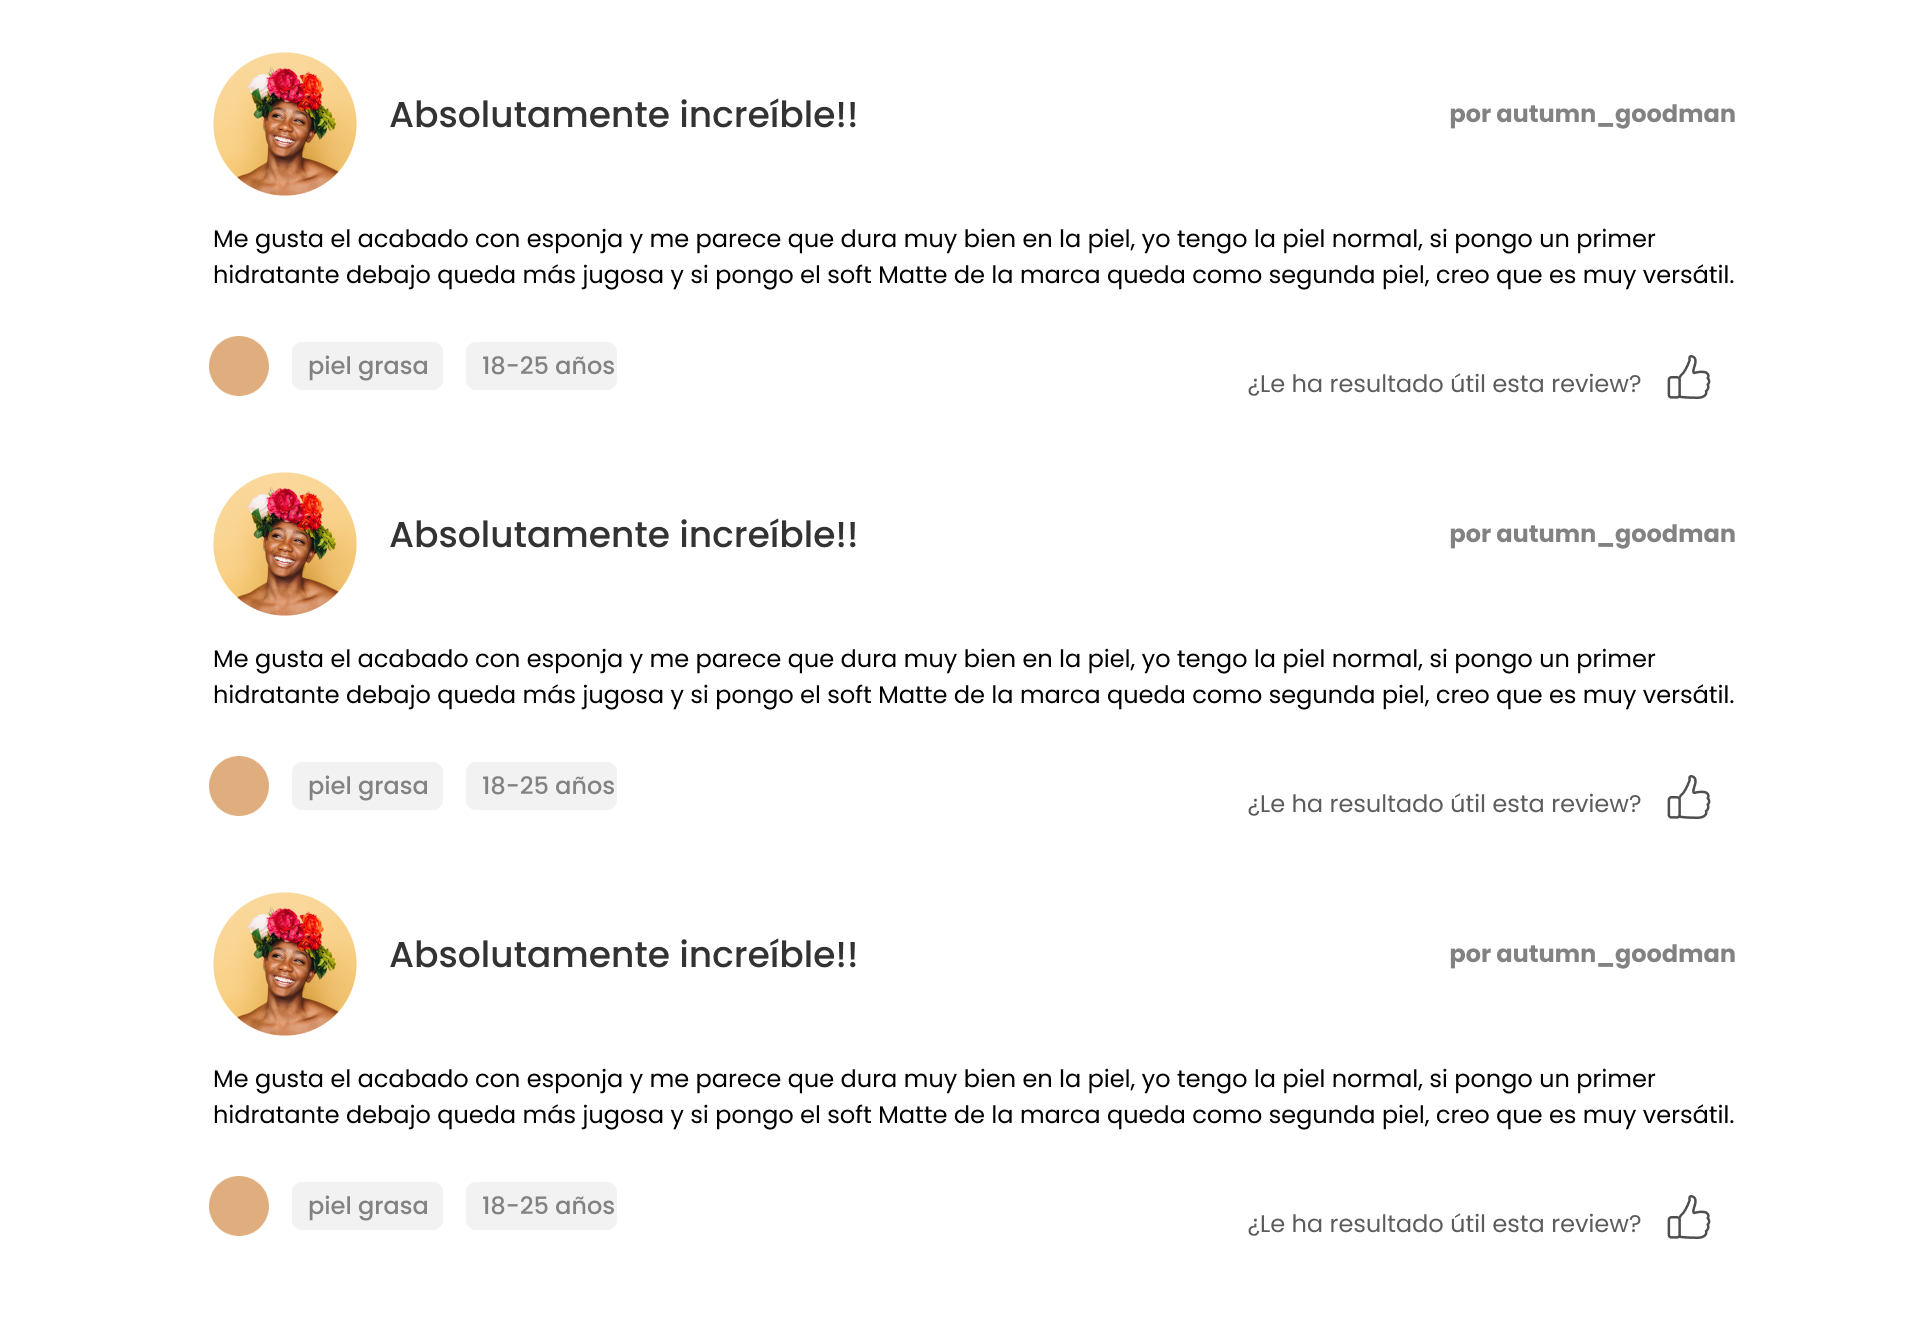 Absolutamente increíble!!
por autumn_goodman
Me gusta el acabado con esponja y me parece que dura muy bien en la piel, yo tengo la piel normal, si pongo un primer
hidratante debajo queda más jugosa y si pongo el soft Matte de la marca queda como segunda piel, creo que es muy versátil.
piel grasa
18-25 años
¿Le ha resultado útil esta review?
Absolutamente increíble!!
por autumn_goodman
Me gusta el acabado con esponja y me parece que dura muy bien en la piel, yo tengo la piel normal, si pongo un primer
hidratante debajo queda más jugosa y si pongo el soft Matte de la marca queda como segunda piel, creo que es muy versátil.
piel grasa
18-25 años
¿Le ha resultado útil esta review?
Absolutamente increíble!!
por autumn_goodman
Me gusta el acabado con esponja y me parece que dura muy bien en la piel, yo tengo la piel normal, si pongo un primer
hidratante debajo queda más jugosa y si pongo el soft Matte de la marca queda como segunda piel, creo que es muy versátil.
piel grasa
18-25 años
¿Le ha resultado útil esta review?